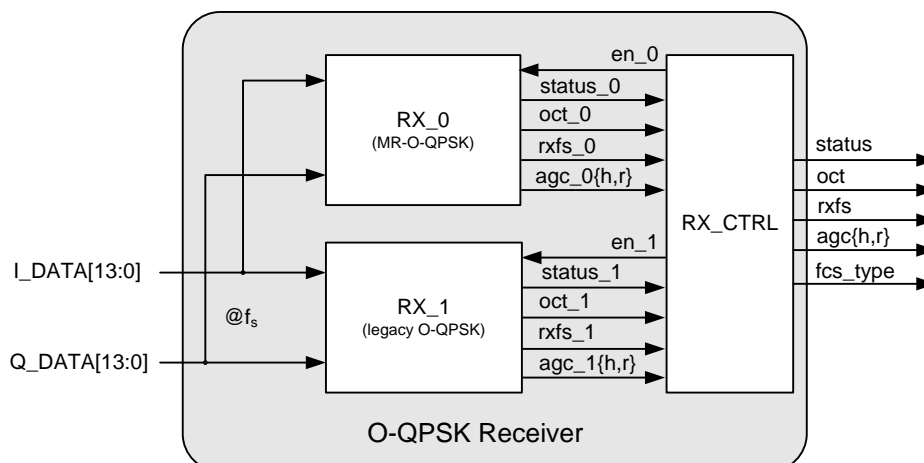 en_0
status_0
oct_0
rxfs_0
agc_0{h,r}
RX_0
(MR-O-QPSK)
RX_CTRL
status
oct
rxfs
agc{h,r}
fcs_type
I_DATA[13:0]
@fs
Q_DATA[13:0]
en_1
status_1
oct_1
rxfs_1
agc_1{h,r}
RX_1
(legacy O-QPSK)
O-QPSK Receiver